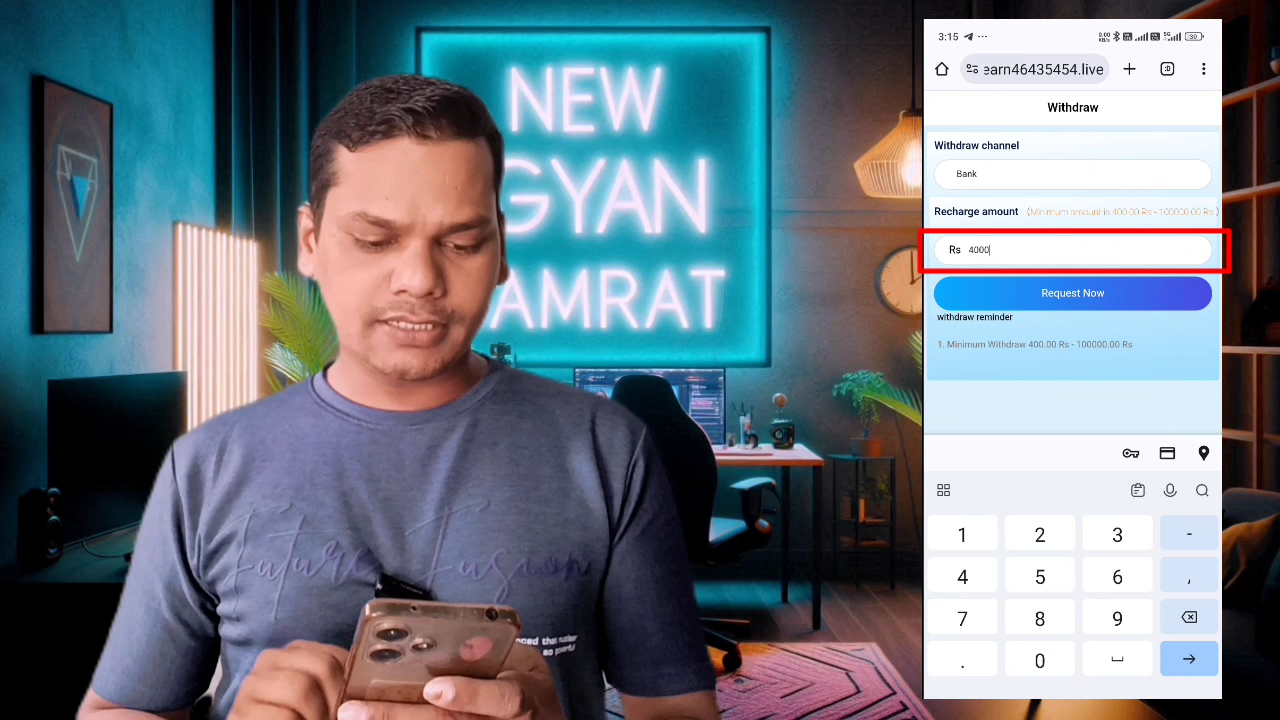 NEW
GYAN
AMRAT
Future Fusion
so powerful
3:15
earn46435454.live
:D
Withdraw
Withdraw channel
Bank
Recharge amount (Minimum amount is 400.00 Rs - 100000.00 Rs )
Rs 4000
Request Now
withdraw reminder
1. Minimum Withdraw 400.00 Rs - 100000.00 Rs
1 2 3 -
4 5 6 ,
7 8 9
. 0